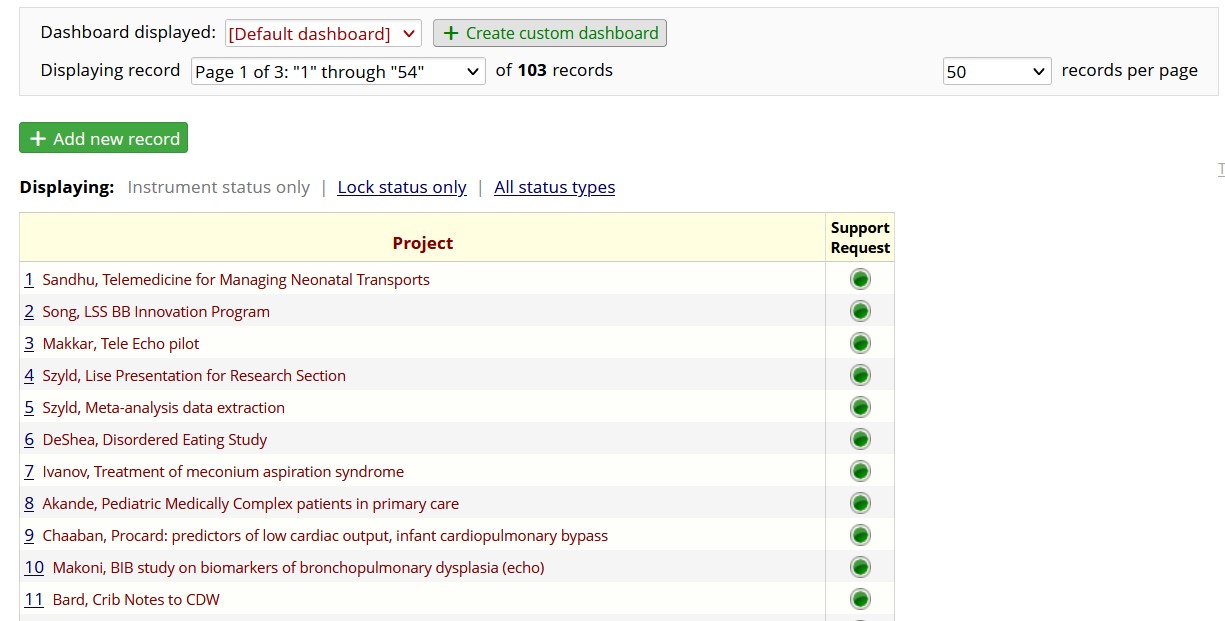 Dashboard displayed: [Default dashboard] + Create custom dashboard
Displaying record Page 1 of 3: "1" through "54" of 103 records 50 records per page
+ Add new record
T
Displaying: Instrument status only | Lock status only | All status types
Project Support Request
1 Sandhu, Telemedicine for Managing Neonatal Transports
2 Song, LSS BB Innovation Program
3 Makkar, Tele Echo pilot
4 Szyld, Lise Presentation for Research Section
5 Szyld, Meta-analysis data extraction
6 DeShea, Disordered Eating Study
7 Ivanov, Treatment of meconium aspiration syndrome
8 Akande, Pediatric Medically Complex patients in primary care
9 Chaaban, Procard: predictors of low cardiac output, infant cardiopulmonary bypass
10 Makoni, BIB study on biomarkers of bronchopulmonary dysplasia (echo)
11 Bard, Crib Notes to CDW